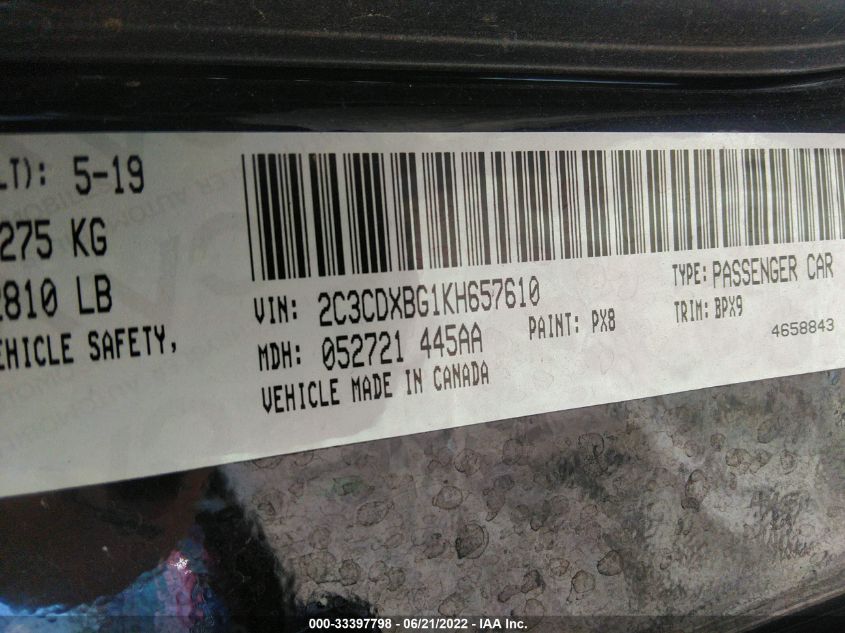 LT): 5-19
275 KG
2810 LB
EHICLE SAFETY,
VIN: 2C3CDXBG1KH657610
TYPE: PASSENGER CAR
MDH: 052721 445AA
PAINT: PX8
TRIM: BPX9
4658843
VEHICLE MADE IN CANADA
000-33397798 - 06/21/2022 - IAA Inc.